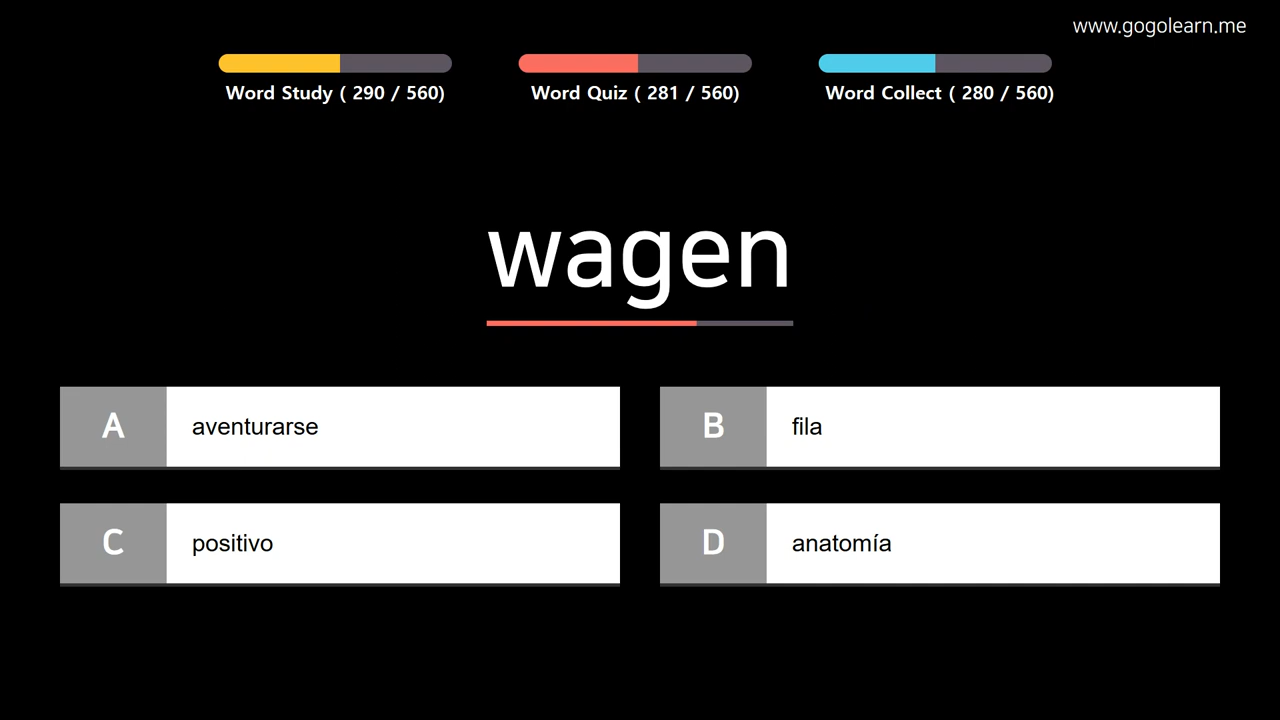 www.gogolearn.me
Word Study ( 290 / 560)
Word Quiz ( 281 / 560)
Word Collect ( 280 / 560)
wagen
A aventurarse
B fila
C positivo
D anatomía